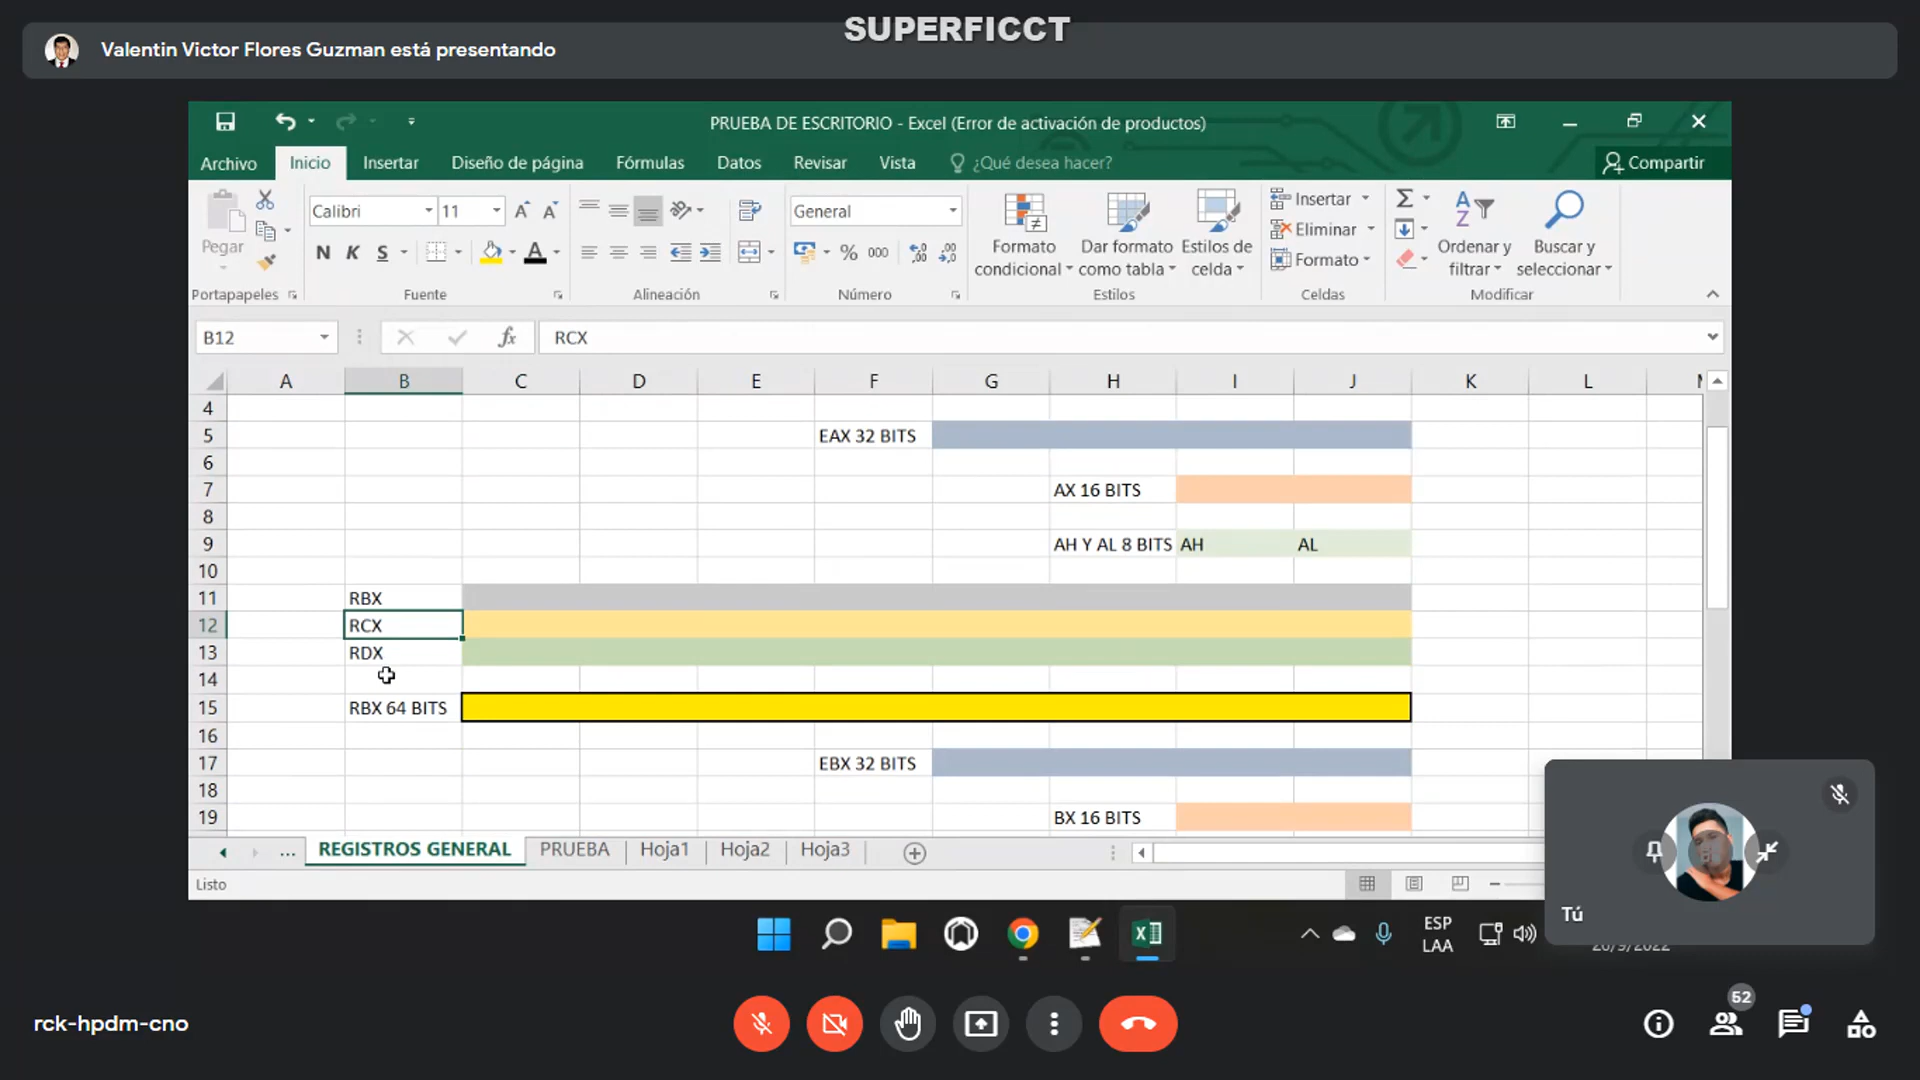 SUPERFICCT
Valentin Victor Flores Guzman está presentando
PRUEBA DE ESCRITORIO - Excel (Error de activación de productos)
Archivo Inicio Insertar Diseño de página Fórmulas Datos Revisar Vista ¿Qué desea hacer? Compartir
Pegar
Calibri 11
N K S
General
% 000
Formato condicional
Dar formato como tabla
Estilos de celda
Insertar
Eliminar
Formato
Ordenar y filtrar
Buscar y seleccionar
Portapapeles Fuente Alineación Número Estilos Celdas Modificar
B12 fx RCX
A B C D E F G H I J K L
4
5 EAX 32 BITS
6
7 AX 16 BITS
8
9 AH Y AL 8 BITS AH AL
10
11 RBX
12 RCX
13 RDX
14
15 RBX 64 BITS
16
17 EBX 32 BITS
18
19 BX 16 BITS
... REGISTROS GENERAL PRUEBA Hoja1 Hoja2 Hoja3
Listo
Tú
ESP
LAA
rck-hpdm-cno
52